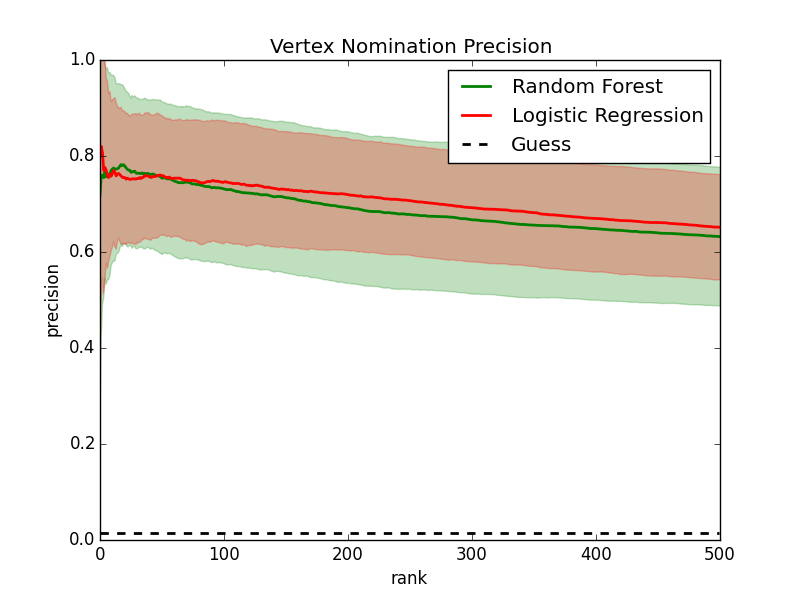 Vertex Nomination Precision
1.0
0.8
0.6
0.4
0.2
0.0
precision
Random Forest
Logistic Regression
Guess
0 100 200 300 400 500
rank